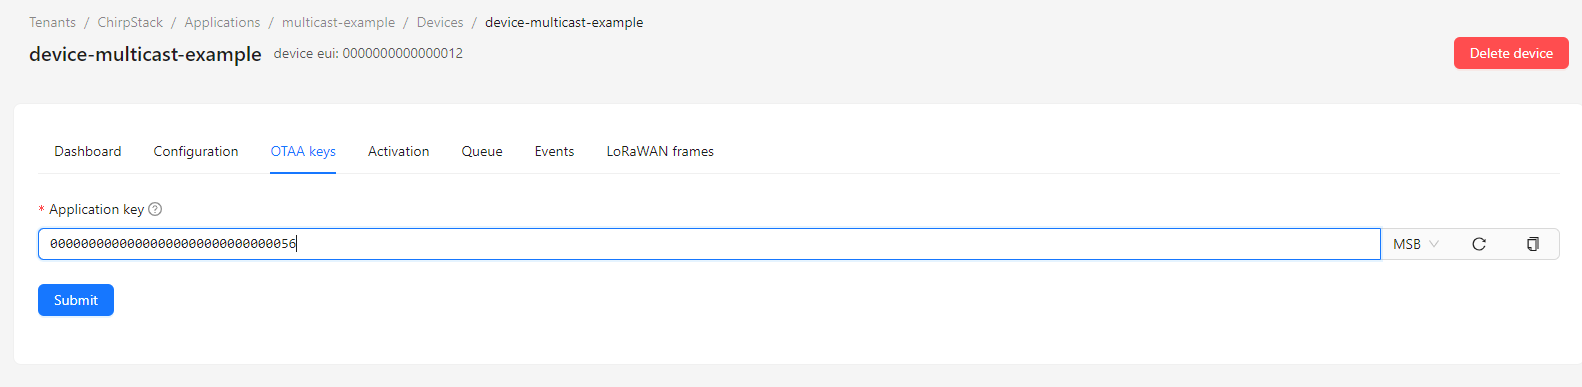 Tenants / ChirpStack / Applications / multicast-example / Devices / device-multicast-example
device-multicast-example device eui: 0000000000000012
Delete device
Dashboard Configuration OTAA keys Activation Queue Events LoRaWAN frames
* Application key
00000000000000000000000000000056 MSB
Submit